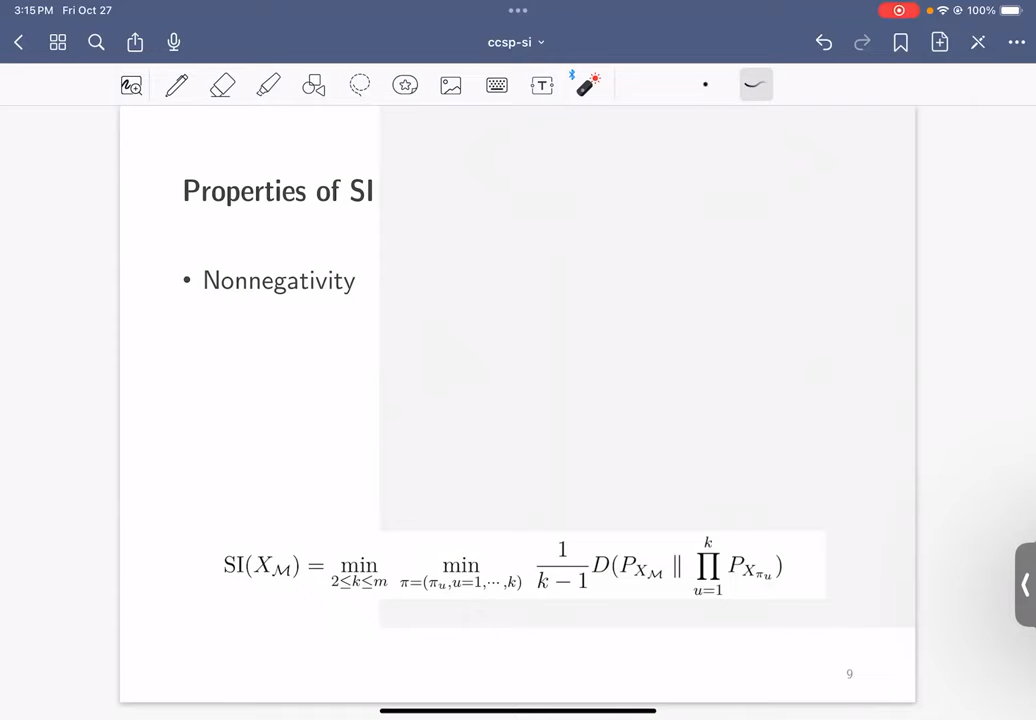 3:15 PM Fri Oct 27
100%
ccsp-si
T
Properties of SI
• Nonnegativity
SI(X_ℳ) = min_{2≤k≤m} min_{π=(π_u,u=1,⋯,k)} \frac{1}{k − 1} D(P_{X_ℳ} ∥ ∏_{u=1}^{k} P_{X_{π_u}})
9